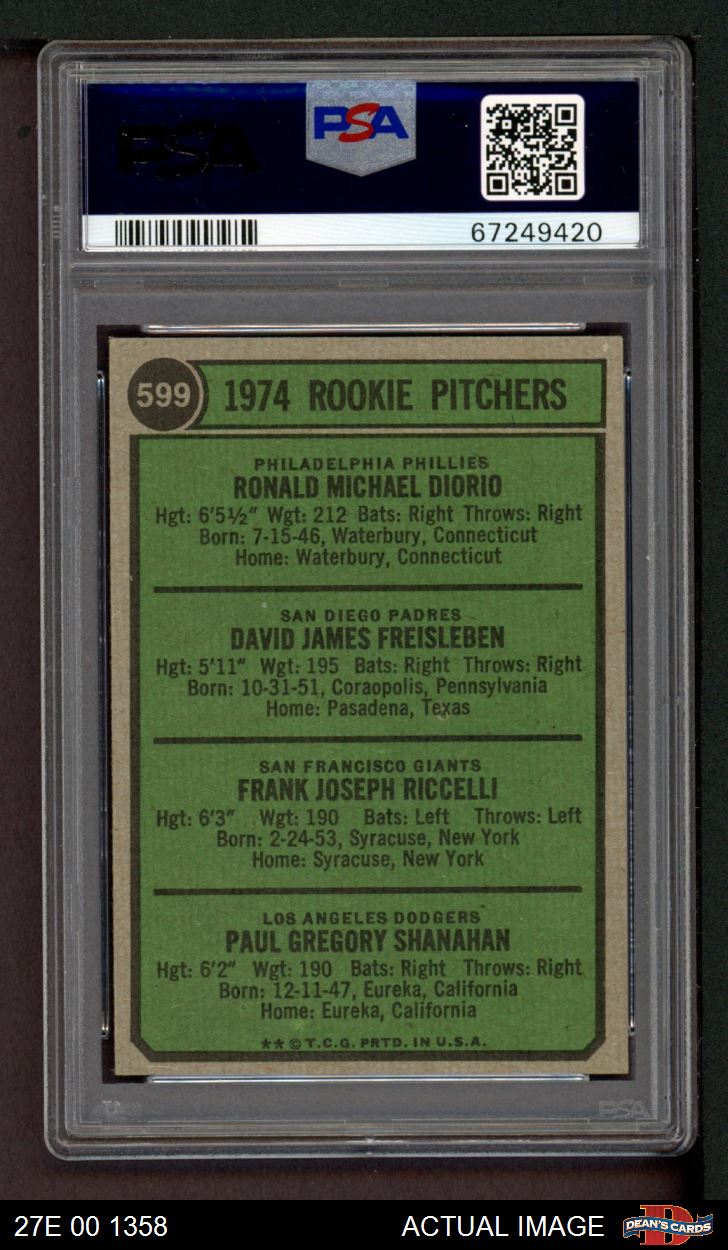 PSA
PSA
67249420
599 1974 ROOKIE PITCHERS
PHILADELPHIA PHILLIES
RONALD MICHAEL DIORIO
Hgt: 6'5½" Wgt: 212 Bats: Right Throws: Right
Born: 7-15-46, Waterbury, Connecticut
Home: Waterbury, Connecticut
SAN DIEGO PADRES
DAVID JAMES FREISLEBEN
Hgt: 5'11" Wgt: 195 Bats: Right Throws: Right
Born: 10-31-51, Coraopolis, Pennsylvania
Home: Pasadena, Texas
SAN FRANCISCO GIANTS
FRANK JOSEPH RICCELLI
Hgt: 6'3" Wgt: 190 Bats: Left Throws: Left
Born: 2-24-53, Syracuse, New York
Home: Syracuse, New York
LOS ANGELES DODGERS
PAUL GREGORY SHANAHAN
Hgt: 6'2" Wgt: 190 Bats: Right Throws: Right
Born: 12-11-47, Eureka, California
Home: Eureka, California
** © T.C.G. PRTD. IN U.S.A.
PSA
27E 00 1358 ACTUAL IMAGE DEAN'S CARDS